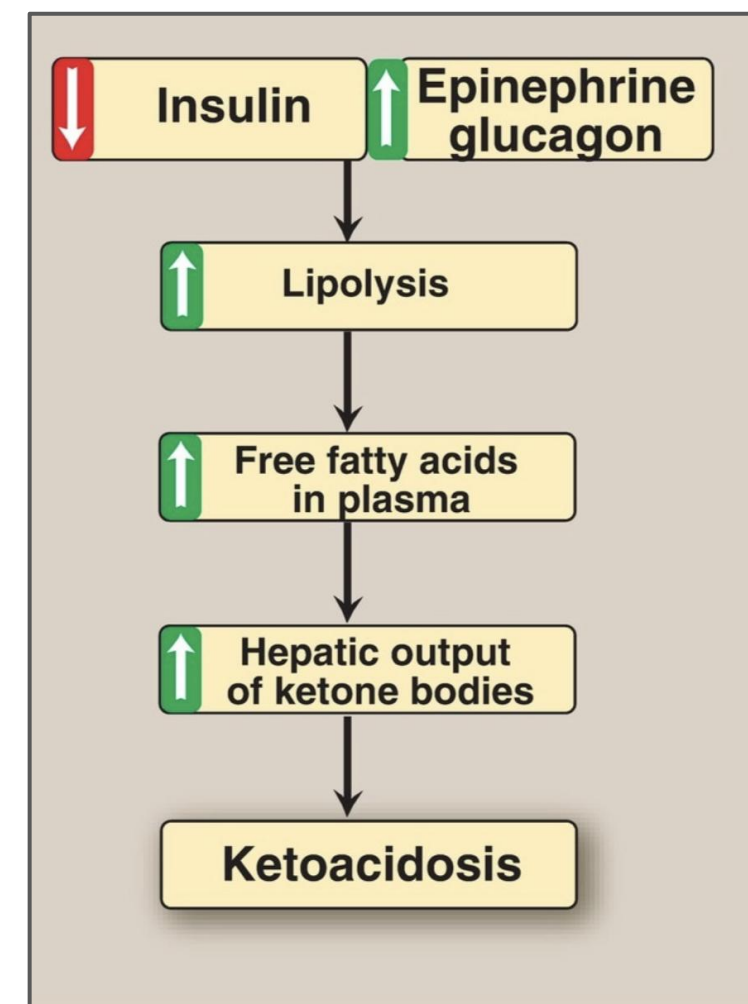 Insulin
Epinephrine
glucagon
Lipolysis
Free fatty acids
in plasma
Hepatic output
of ketone bodies
Ketoacidosis